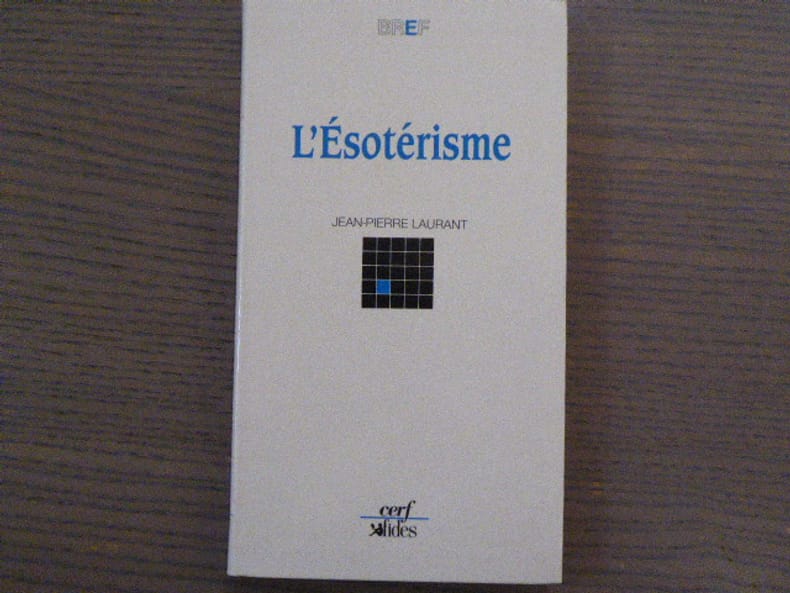 BREF
L'Ésotérisme
JEAN-PIERRE LAURANT
cerf
fides